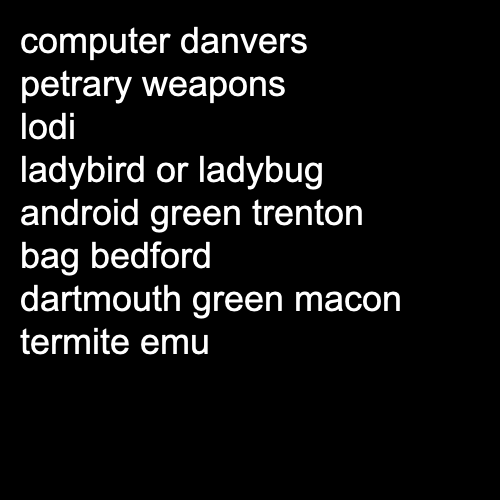 computer danvers
petrary weapons
lodi
ladybird or ladybug
android green trenton
bag bedford
dartmouth green macon
termite emu